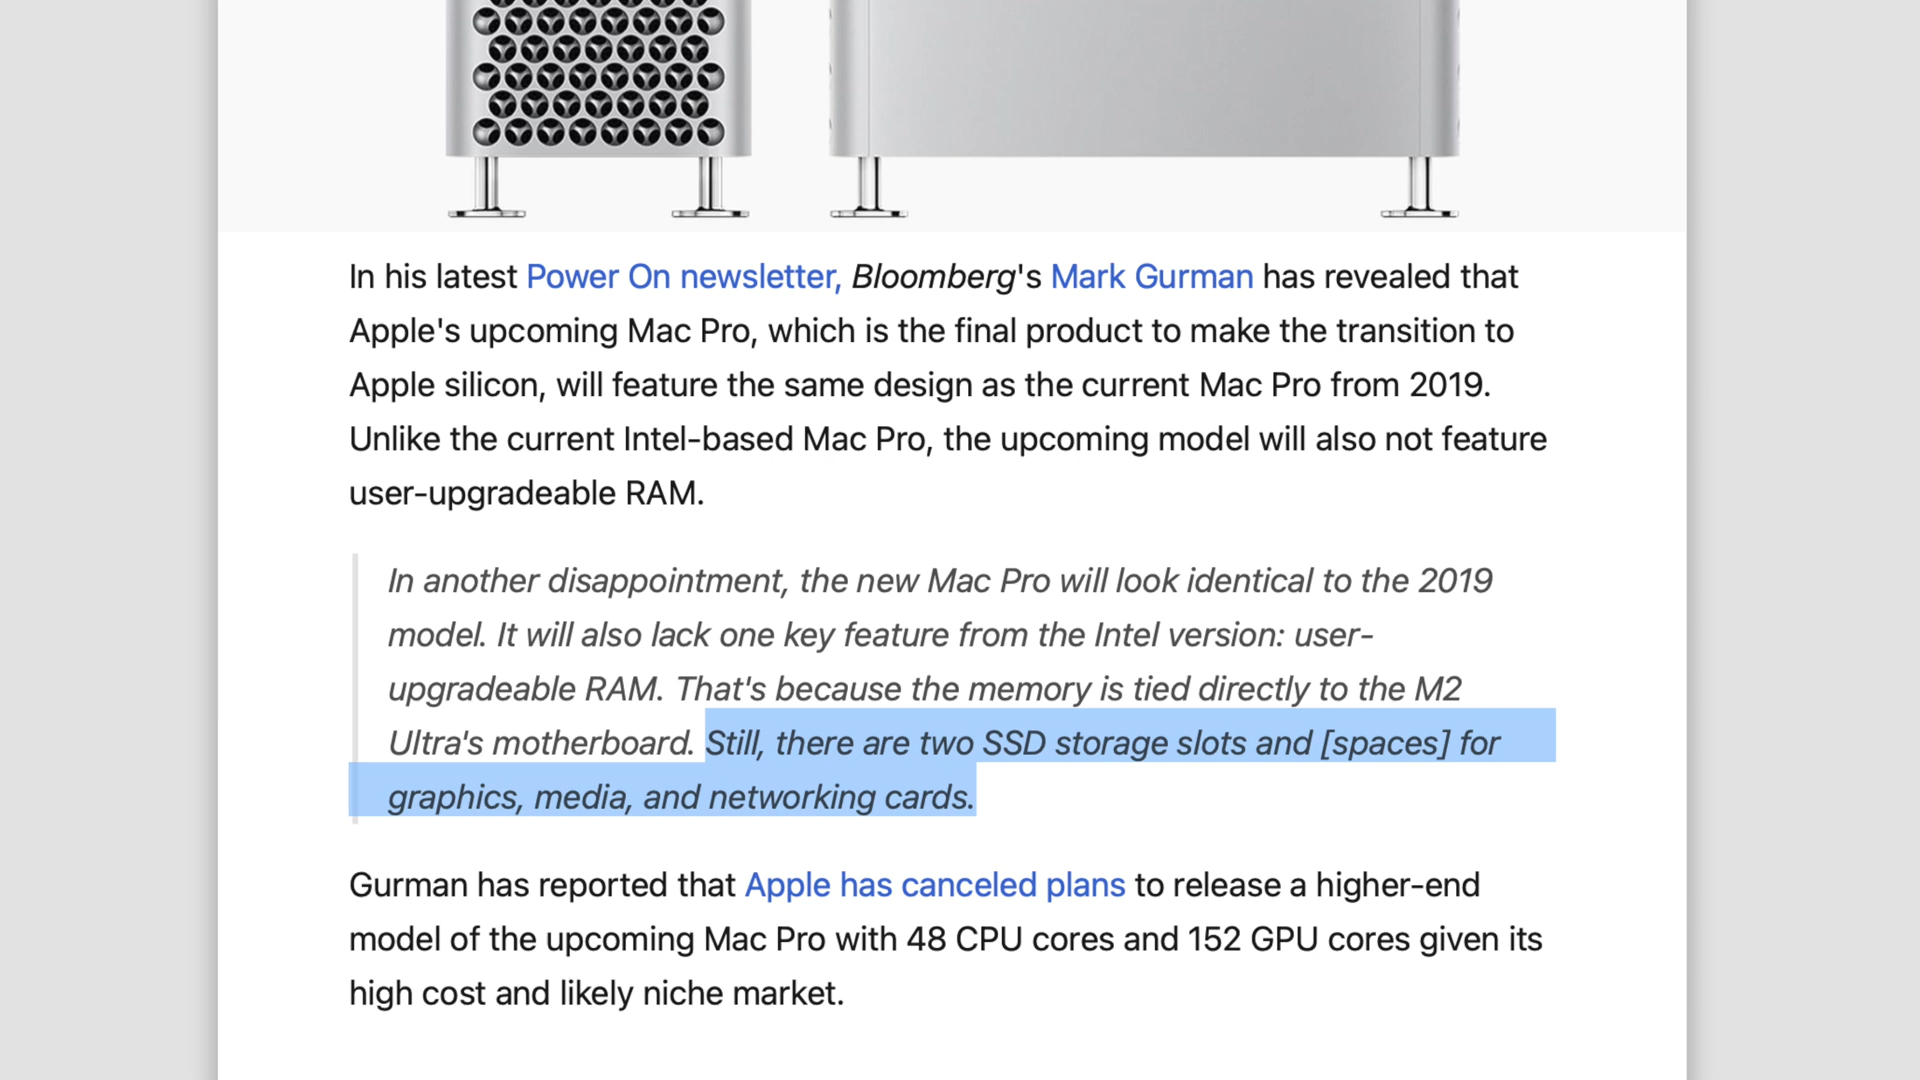 In his latest Power On newsletter, Bloomberg's Mark Gurman has revealed that
Apple's upcoming Mac Pro, which is the final product to make the transition to
Apple silicon, will feature the same design as the current Mac Pro from 2019.
Unlike the current Intel-based Mac Pro, the upcoming model will also not feature
user-upgradeable RAM.
In another disappointment, the new Mac Pro will look identical to the 2019
model. It will also lack one key feature from the Intel version: user-
upgradeable RAM. That's because the memory is tied directly to the M2
Ultra's motherboard. Still, there are two SSD storage slots and [spaces] for
graphics, media, and networking cards.
Gurman has reported that Apple has canceled plans to release a higher-end
model of the upcoming Mac Pro with 48 CPU cores and 152 GPU cores given its
high cost and likely niche market.